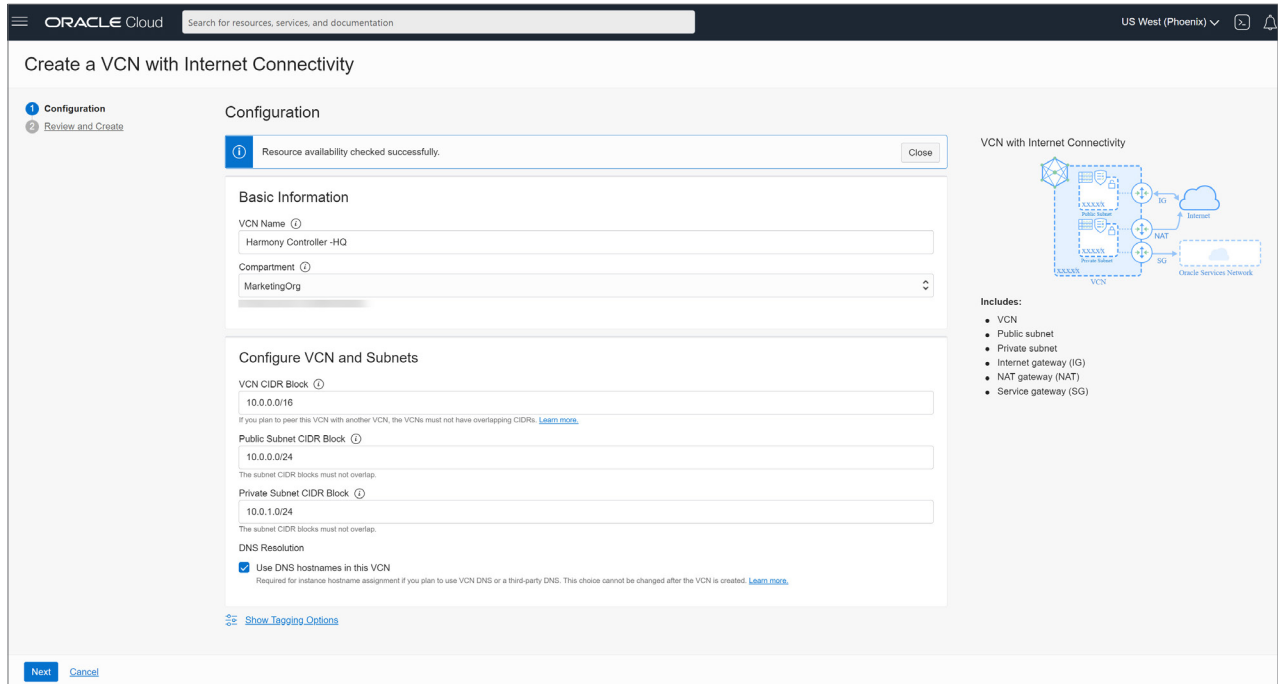 ORACLE Cloud
Search for resources, services, and documentation
US West (Phoenix)
Create a VCN with Internet Connectivity
1 Configuration
2 Review and Create
Configuration
Resource availability checked successfully.
Close
Basic Information
VCN Name
Harmony Controller -HQ
Compartment
MarketingOrg
Configure VCN and Subnets
VCN CIDR Block
10.0.0.0/16
If you plan to peer this VCN with another VCN, the VCNs must not have overlapping CIDRs. Learn more.
Public Subnet CIDR Block
10.0.0.0/24
The subnet CIDR blocks must not overlap.
Private Subnet CIDR Block
10.0.1.0/24
The subnet CIDR blocks must not overlap.
DNS Resolution
Use DNS hostnames in this VCN
Required for instance hostname assignment if you plan to use VCN DNS or a third-party DNS. This choice cannot be changed after the VCN is created. Learn more.
Show Tagging Options
Next
Cancel
VCN with Internet Connectivity
XXXXX
Public Subnet
IG
Internet
NAT
XXXXX
Private Subnet
SG
XXXXX
Oracle Services Network
VCN
Includes:
VCN
Public subnet
Private subnet
Internet gateway (IG)
NAT gateway (NAT)
Service gateway (SG)